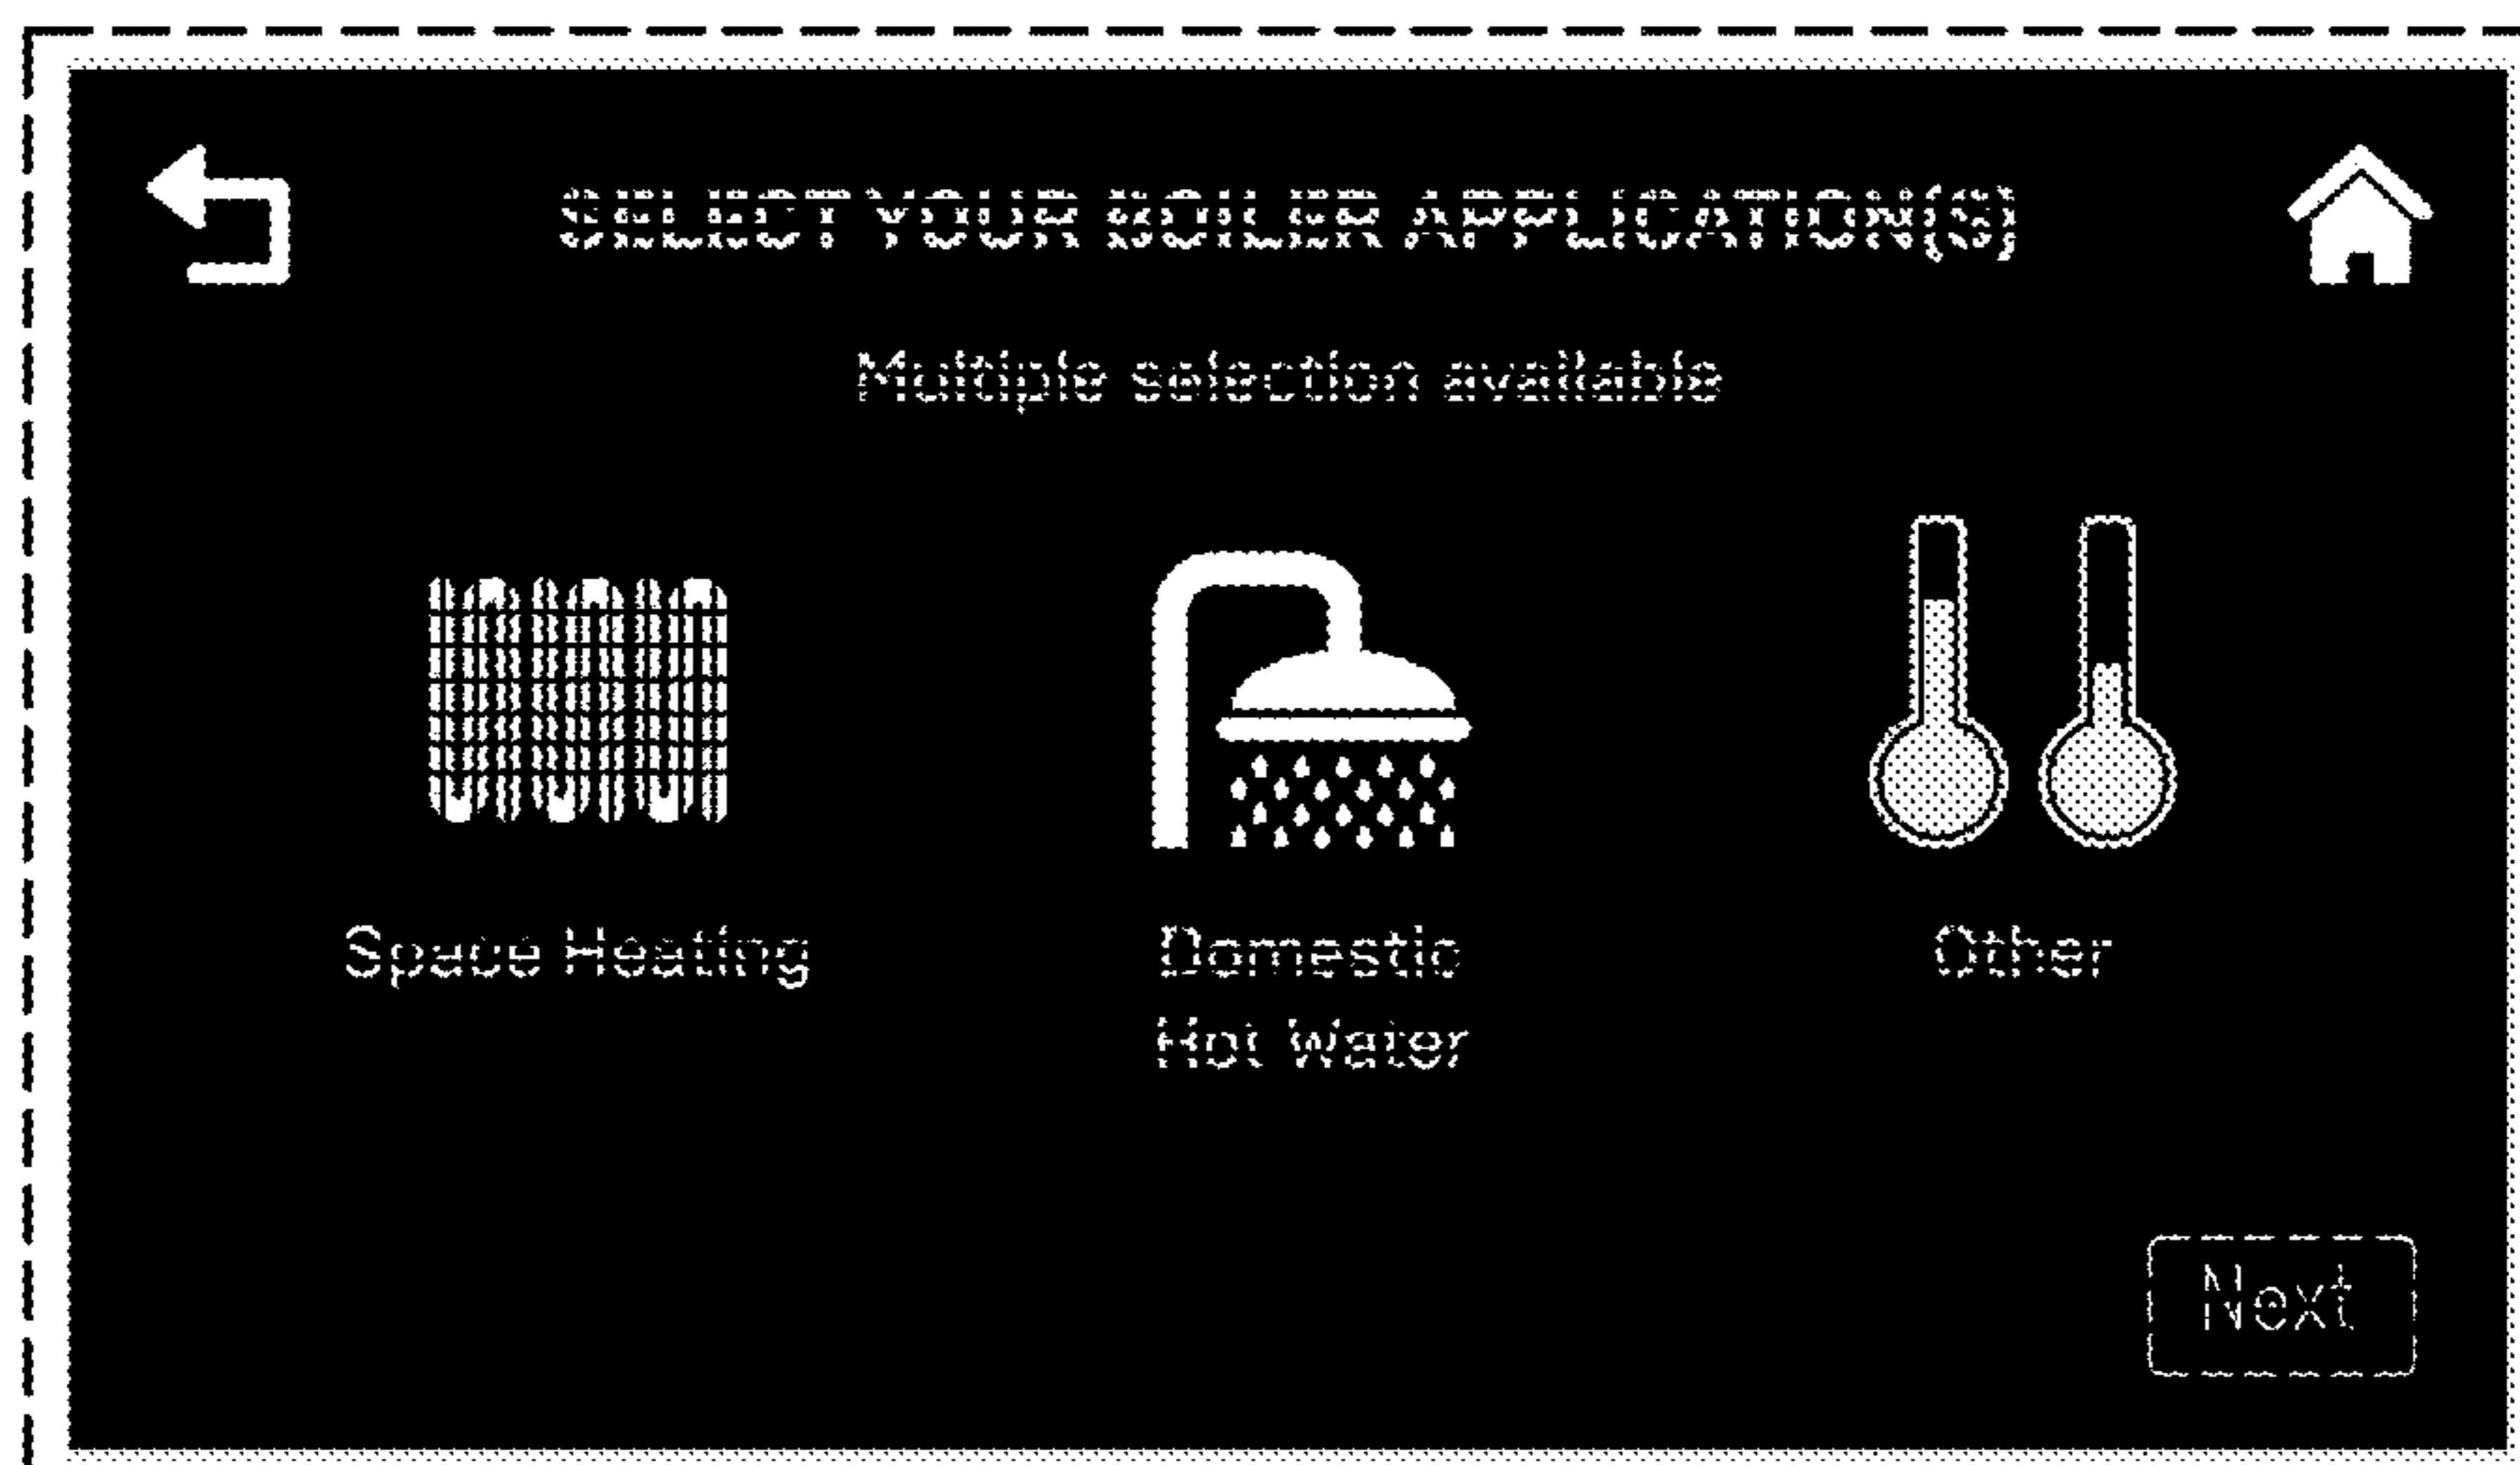 SELECT YOUR BOILER APPLICATION(S)
Multiple selection available
Space Heating
Domestic
Hot Water
Other
Next